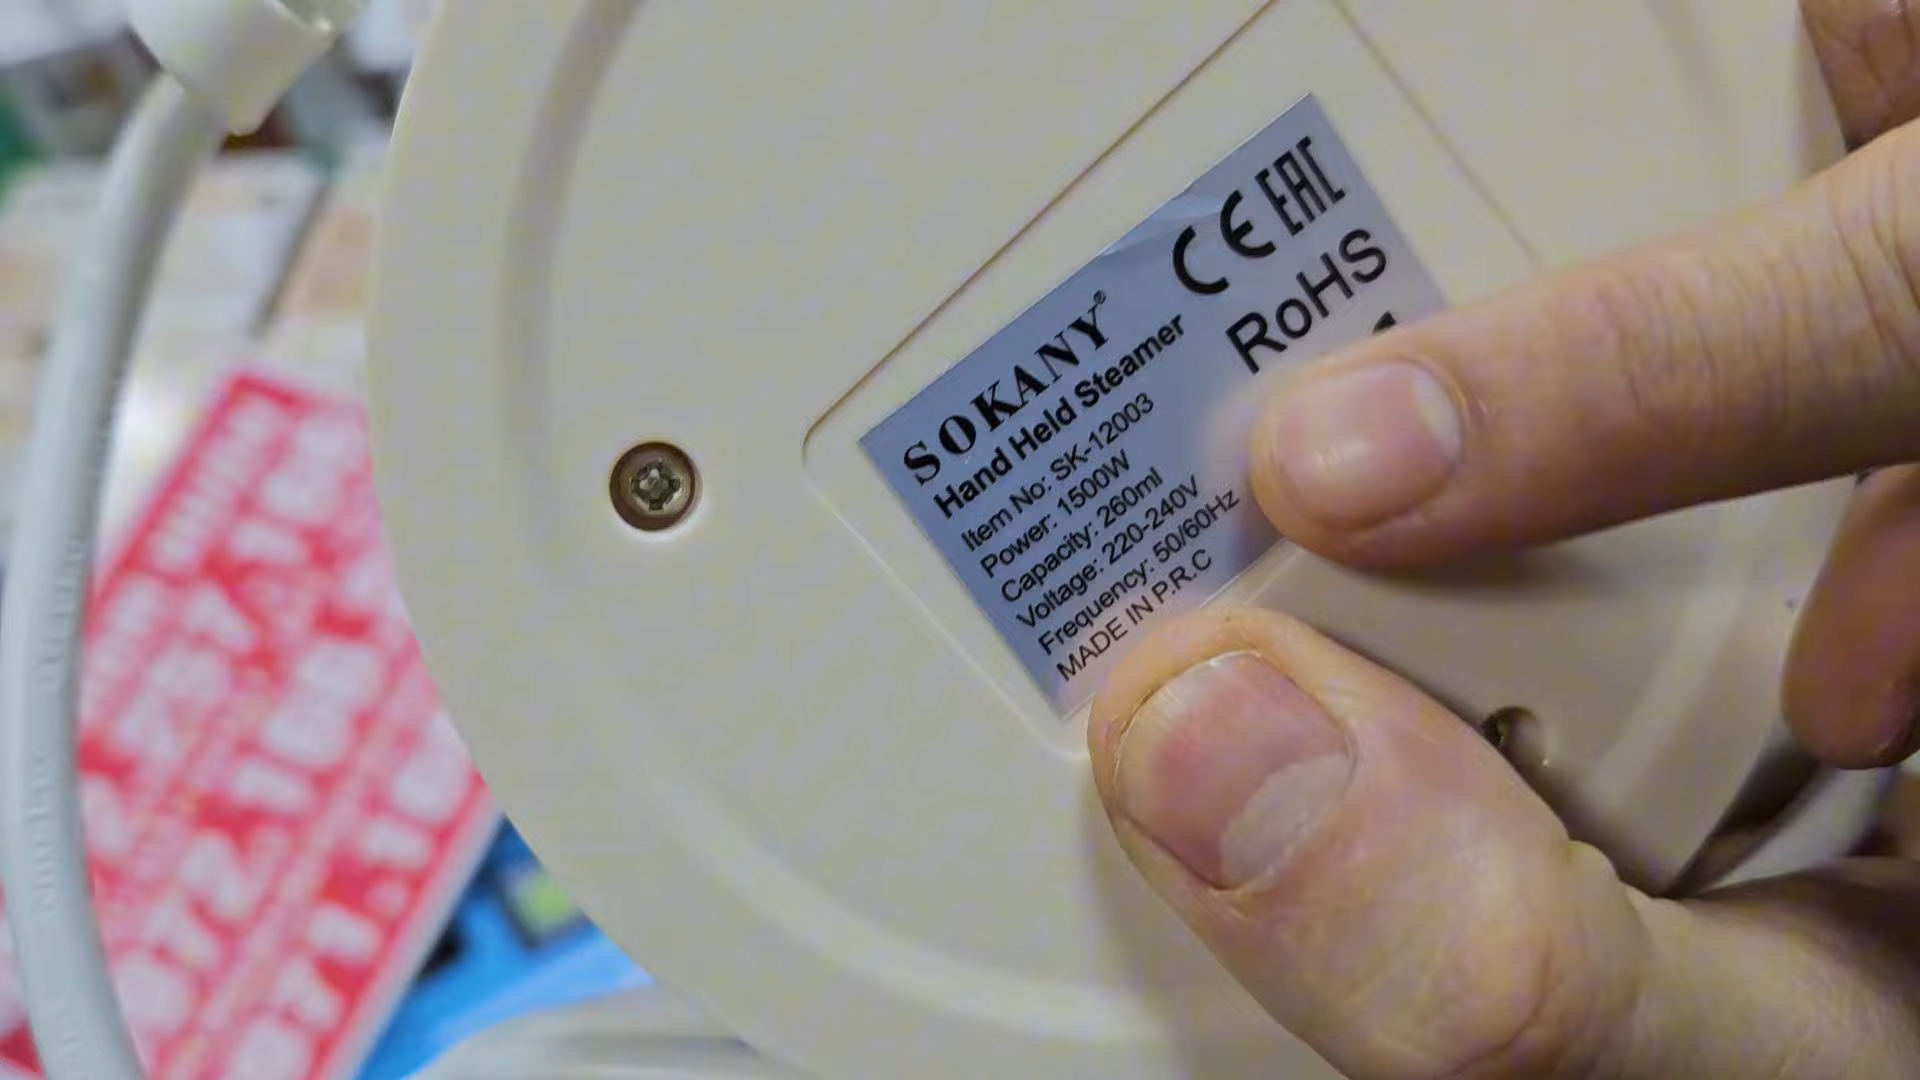 SOKANY®
Hand Held Steamer
Item No: SK-12003
Power: 1500W
Capacity: 260ml
Voltage: 220-240V
Frequency: 50/60Hz
MADE IN P.R.C
CE EAC
RoHS